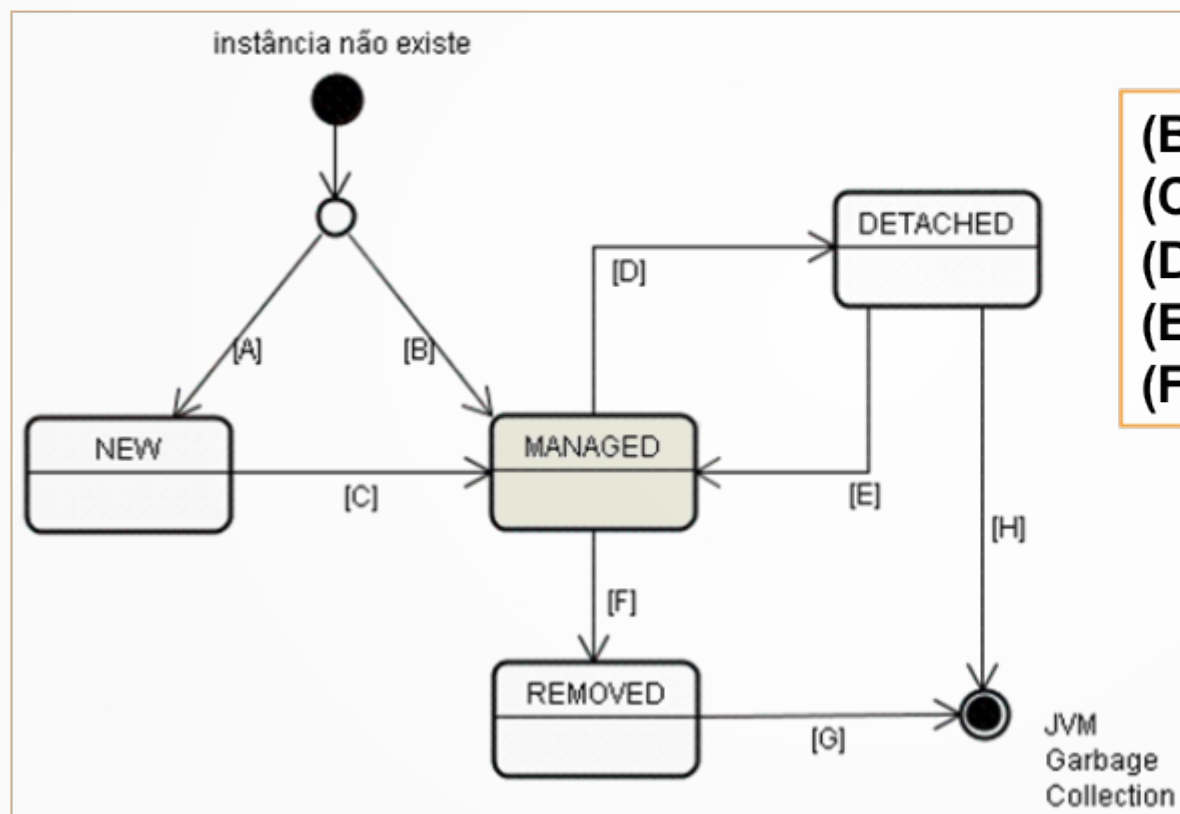 instância não existe
(B
(C
(D
(E
(F
DETACHED
[D]
[A]
[B]
NEW
MANAGED
[C]
[E]
[H]
[F]
REMOVED
[G]
JVM
Garbage
Collection